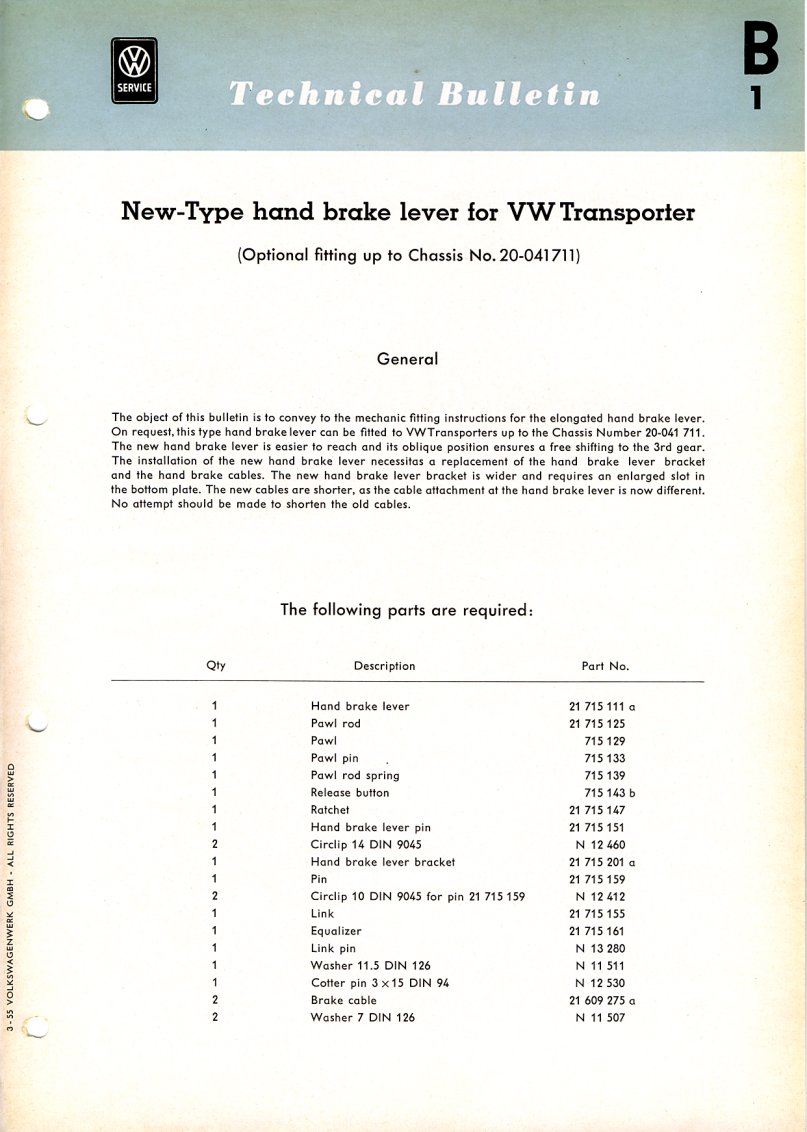 VW
SERVICE
Technical Bulletin
B
1
New-Type hand brake lever for VW Transporter
(Optional fitting up to Chassis No. 20-041711)
General
The object of this bulletin is to convey to the mechanic fitting instructions for the elongated hand brake lever.
On request, this type hand brake lever can be fitted to VW Transporters up to the Chassis Number 20-041 711.
The new hand brake lever is easier to reach and its oblique position ensures a free shifting to the 3rd gear.
The installation of the new hand brake lever necessitas a replacement of the hand brake lever bracket
and the hand brake cables. The new hand brake lever bracket is wider and requires an enlarged slot in
the bottom plate. The new cables are shorter, as the cable attachment at the hand brake lever is now different.
No attempt should be made to shorten the old cables.
The following parts are required:
Qty Description Part No.
1 Hand brake lever 21 715 111 a
1 Pawl rod 21 715 125
1 Pawl 715 129
1 Pawl pin 715 133
1 Pawl rod spring 715 139
1 Release button 715 143 b
1 Ratchet 21 715 147
1 Hand brake lever pin 21 715 151
2 Circlip 14 DIN 9045 N 12 460
1 Hand brake lever bracket 21 715 201 a
1 Pin 21 715 159
2 Circlip 10 DIN 9045 for pin 21 715 159 N 12 412
1 Link 21 715 155
1 Equalizer 21 715 161
1 Link pin N 13 280
1 Washer 11.5 DIN 126 N 11 511
1 Cotter pin 3 x 15 DIN 94 N 12 530
2 Brake cable 21 609 275 a
2 Washer 7 DIN 126 N 11 507
3 - 55 VOLKSWAGENWERK GMBH - ALL RIGHTS RESERVED